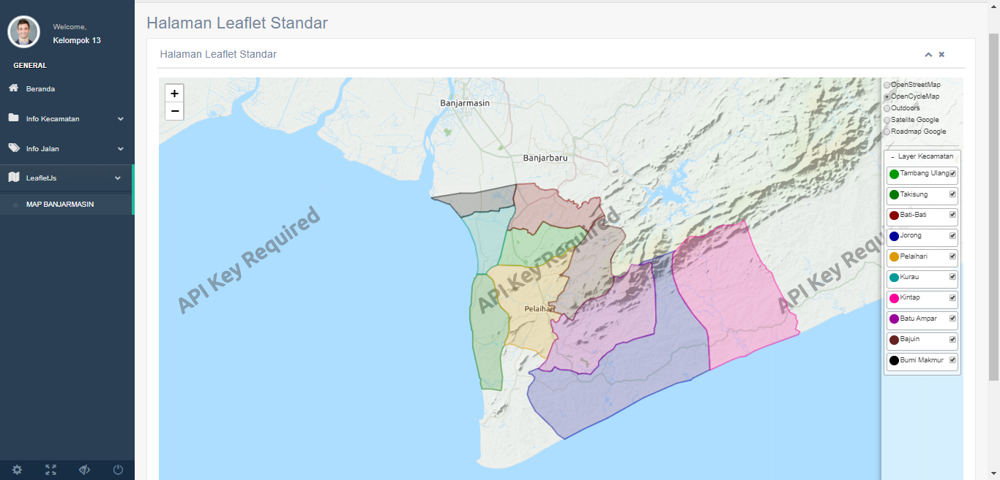 Welcome,
Kelompok 13
GENERAL
Beranda
Info Kecamatan
Info Jalan
LeafletJs
MAP BANJARMASIN
Halaman Leaflet Standar
Halaman Leaflet Standar
+
−
Banjarmasin
Banjarbaru
Pelaihari
API Key Required
API Key Required
API Key Requ
OpenStreetMap
OpenCycleMap
Outdoors
Satelite Google
Roadmap Google
- Layer Kecamatan
Tambang Ulang
Takisung
Bati-Bati
Jorong
Pelaihari
Kurau
Kintap
Batu Ampar
Bajuin
Bumi Makmur